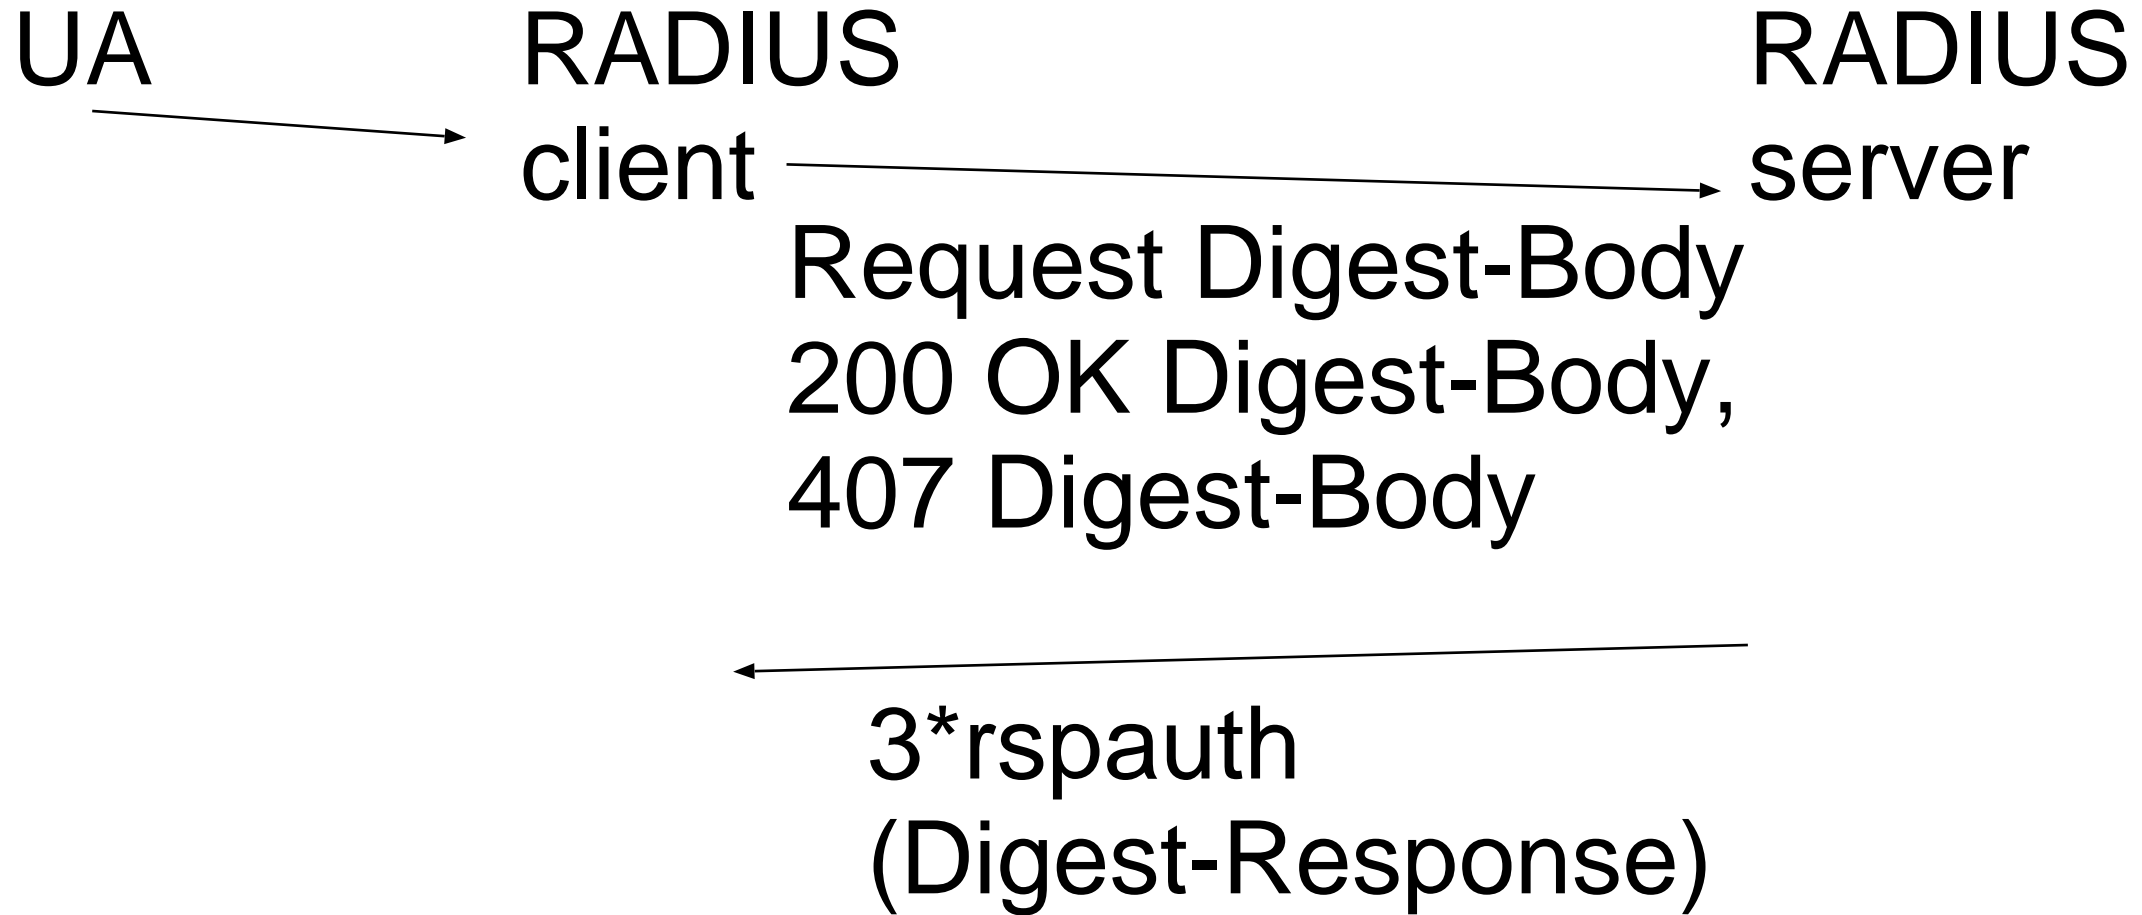 UA RADIUS RADIUS
client server
Request Digest-Body
200 OK Digest-Body,
407 Digest-Body
3*rspauth
(Digest-Response)